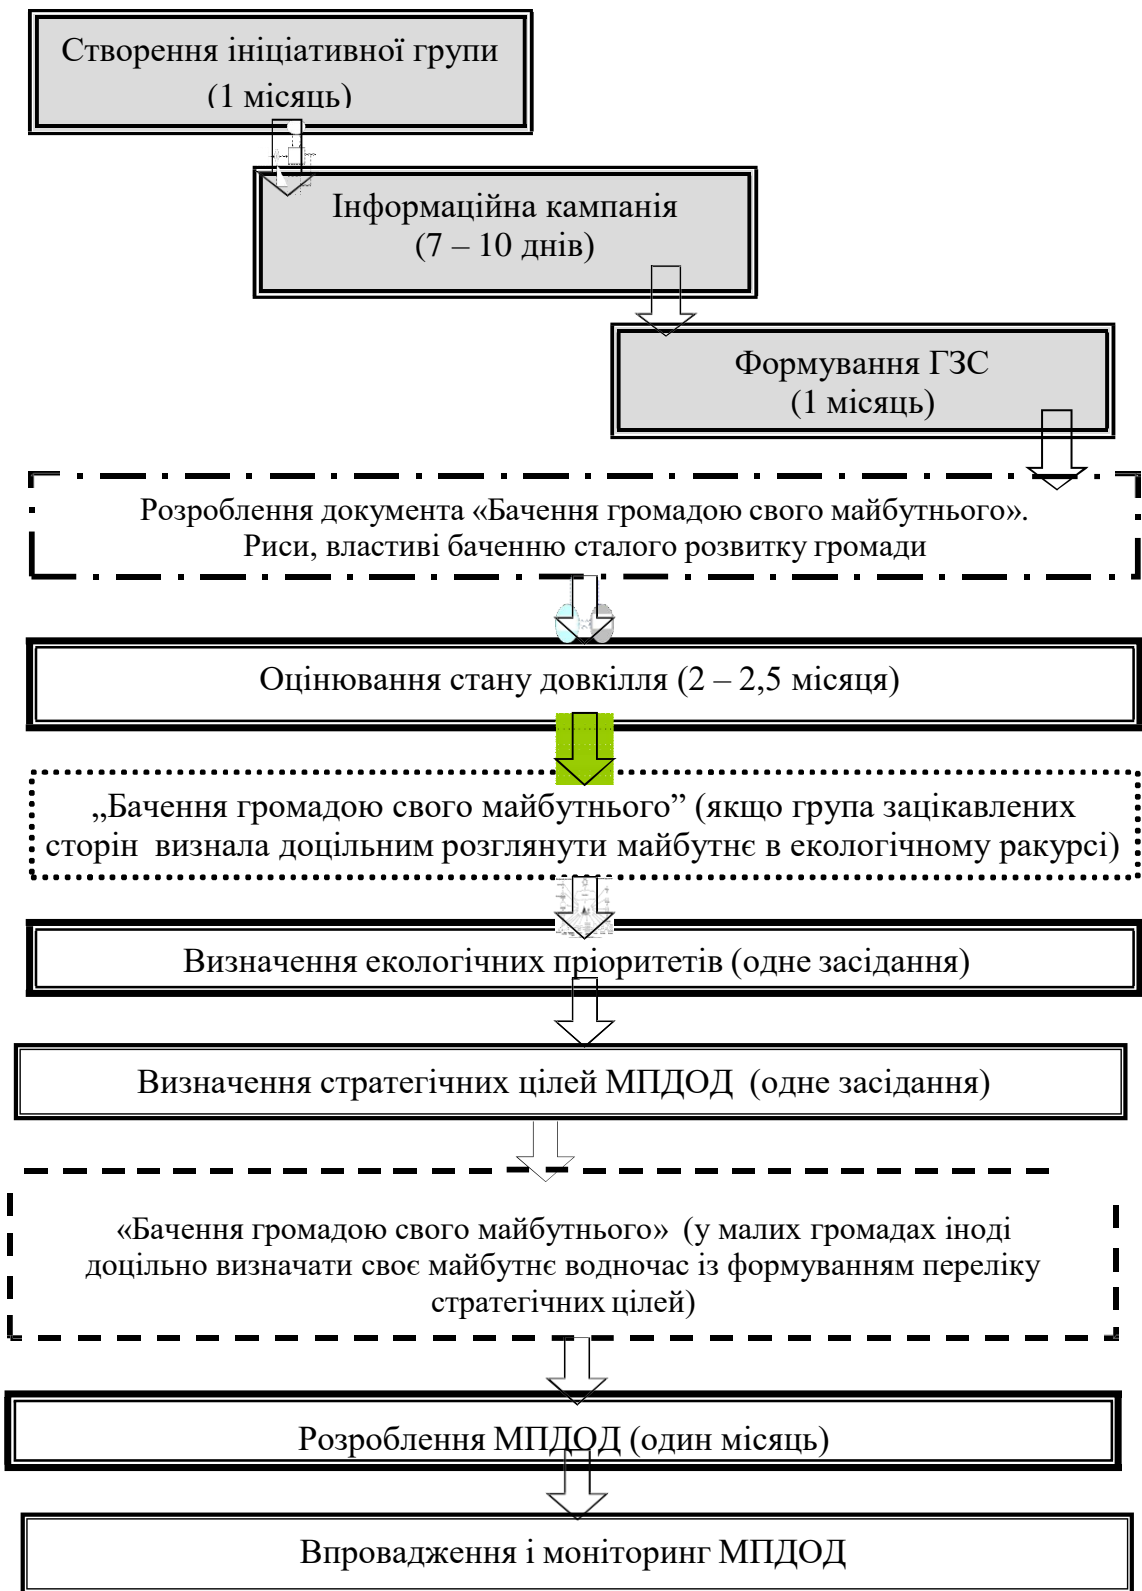 Створення ініціативної групи
(1 місяць)
Інформаційна кампанія
(7 – 10 днів)
Формування ГЗС
(1 місяць)
Розроблення документа «Бачення громадою свого майбутнього».
Риси, властиві баченню сталого розвитку громади
Оцінювання стану довкілля (2 – 2,5 місяця)
„Бачення громадою свого майбутнього” (якщо група зацікавлених
сторін визнала доцільним розглянути майбутнє в екологічному ракурсі)
Визначення екологічних пріоритетів (одне засідання)
Визначення стратегічних цілей МПДОД (одне засідання)
«Бачення громадою свого майбутнього» (у малих громадах іноді
доцільно визначати своє майбутнє водночас із формуванням переліку
стратегічних цілей)
Розроблення МПДОД (один місяць)
Впровадження і моніторинг МПДОД